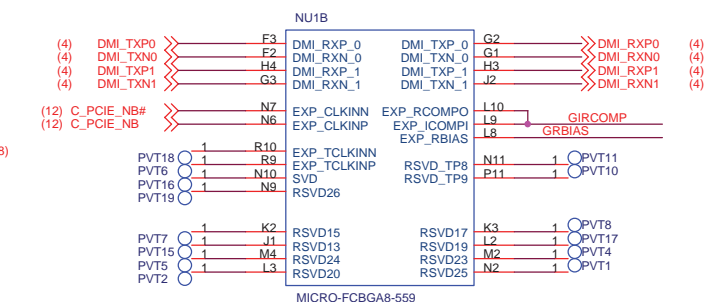 NU1B
(4) DMI_TXP0 F3 DMI_RXP_0 DMI_TXP_0 G2 DMI_RXP0 (4)
(4) DMI_TXN0 F2 DMI_RXN_0 DMI_TXN_0 G1 DMI_RXN0 (4)
(4) DMI_TXP1 H4 DMI_RXP_1 DMI_TXP_1 H3 DMI_RXP1 (4)
(4) DMI_TXN1 G3 DMI_RXN_1 DMI_TXN_1 J2 DMI_RXN1 (4)
(12) C_PCIE_NB# N7 EXP_CLKINN EXP_RCOMPO L10
(12) C_PCIE_NB N6 EXP_CLKINP EXP_ICOMPI L9 GIRCOMP
EXP_RBIAS L8 GRBIAS
8)
PVT18 1 R10 EXP_TCLKINN
PVT6 1 R9 EXP_TCLKINP RSVD_TP8 N11 1 PVT11
PVT16 1 N10 SVD RSVD_TP9 P11 1 PVT10
PVT19 1 N9 RSVD26
PVT7 1 K2 RSVD15 RSVD17 K3 1 PVT8
PVT15 1 J1 RSVD13 RSVD19 L2 1 PVT17
PVT5 1 M4 RSVD24 RSVD23 M2 1 PVT4
PVT2 1 L3 RSVD20 RSVD25 N2 1 PVT1
MICRO-FCBGA8-559